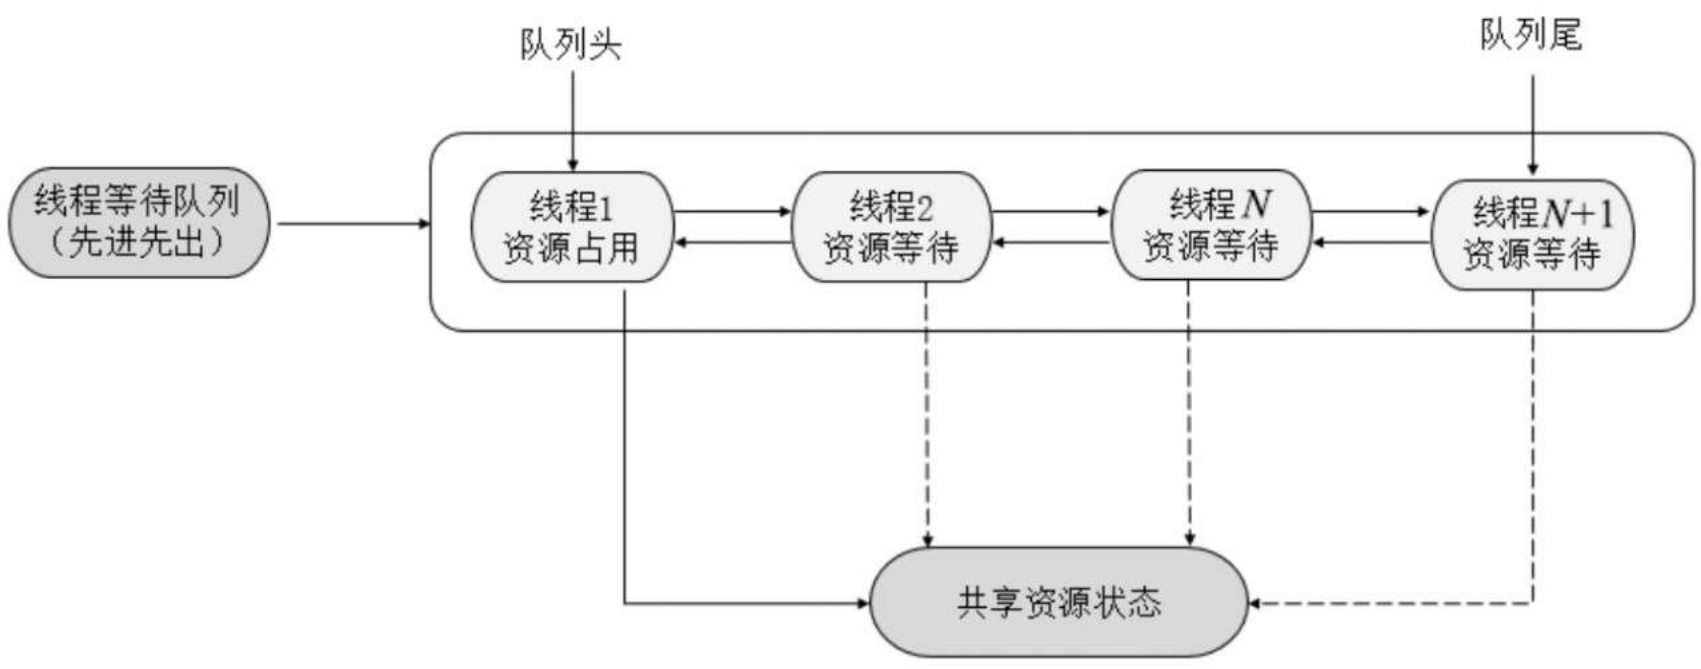 队列头
队列尾
线程等待队列
（先进先出）
线程1
资源占用
线程2
资源等待
线程N
资源等待
线程N+1
资源等待
共享资源状态